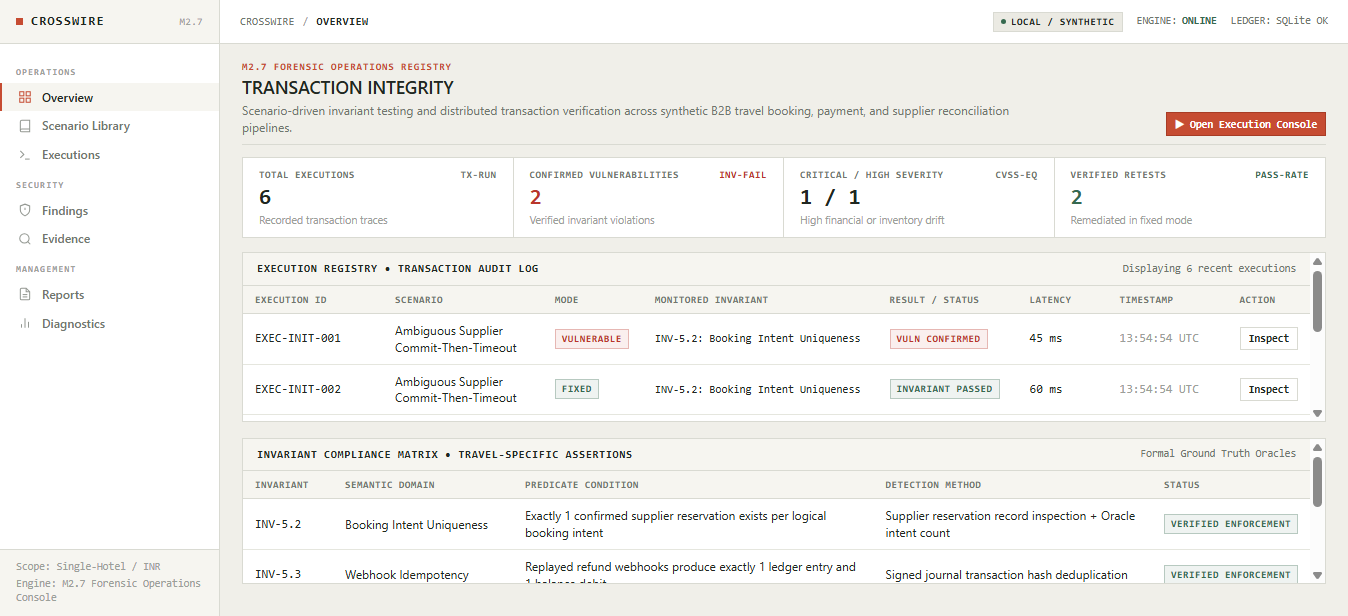 CROSSWIRE M2.7
CROSSWIRE / OVERVIEW
LOCAL / SYNTHETIC
ENGINE: ONLINE
LEDGER: SQLite OK
OPERATIONS
Overview
Scenario Library
Executions
SECURITY
Findings
Evidence
MANAGEMENT
Reports
Diagnostics
Scope: Single-Hotel / INR
Engine: M2.7 Forensic Operations
Console
M2.7 FORENSIC OPERATIONS REGISTRY
TRANSACTION INTEGRITY
Scenario-driven invariant testing and distributed transaction verification across synthetic B2B travel booking, payment, and supplier reconciliation
pipelines.
▶ Open Execution Console
TOTAL EXECUTIONS TX-RUN
6
Recorded transaction traces
CONFIRMED VULNERABILITIES INV-FAIL
2
Verified invariant violations
CRITICAL / HIGH SEVERITY CVSS-EQ
1 / 1
High financial or inventory drift
VERIFIED RETESTS PASS-RATE
2
Remediated in fixed mode
EXECUTION REGISTRY • TRANSACTION AUDIT LOG Displaying 6 recent executions
EXECUTION ID SCENARIO MODE MONITORED INVARIANT RESULT / STATUS LATENCY TIMESTAMP ACTION
EXEC-INIT-001 Ambiguous Supplier
Commit-Then-Timeout VULNERABLE INV-5.2: Booking Intent Uniqueness VULN CONFIRMED 45 ms 13:54:54 UTC Inspect
EXEC-INIT-002 Ambiguous Supplier
Commit-Then-Timeout FIXED INV-5.2: Booking Intent Uniqueness INVARIANT PASSED 60 ms 13:54:54 UTC Inspect
INVARIANT COMPLIANCE MATRIX • TRAVEL-SPECIFIC ASSERTIONS Formal Ground Truth Oracles
INVARIANT SEMANTIC DOMAIN PREDICATE CONDITION DETECTION METHOD STATUS
INV-5.2 Booking Intent Uniqueness Exactly 1 confirmed supplier reservation exists per logical
booking intent Supplier reservation record inspection + Oracle
intent count VERIFIED ENFORCEMENT
INV-5.3 Webhook Idempotency Replayed refund webhooks produce exactly 1 ledger entry and
1 balance debit Signed journal transaction hash deduplication VERIFIED ENFORCEMENT